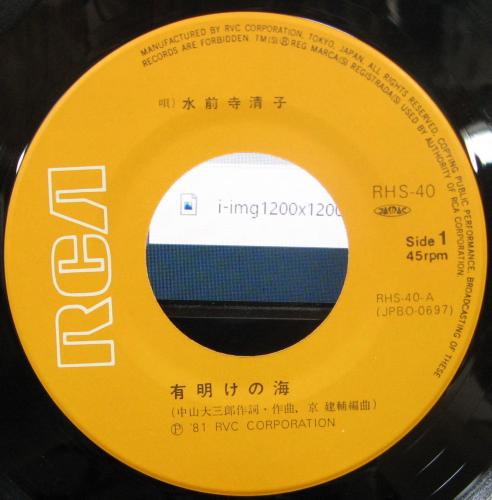 MANUFACTURED BY RVC CORPORATION, TOKYO, JAPAN. ALL RIGHTS RESERVED, COPYING PUBLIC PERFORMANCE, BROADCASTING OF THESE
RECORDS ARE FORBIDDEN. TM(S) ® REG MARCA(S) REGISTRADA(S) USED BY AUTHORITY OF RCA CORPORATION.
唄) 水前寺清子
RCA
i-img1200x1200
RHS-40
JASRAC
Side 1
45rpm
RHS-40-A
(JPBO-0697)
有明けの海
(中山大三郎作詞・作曲, 京 建輔編曲)
Ⓟ '81 RVC CORPORATION